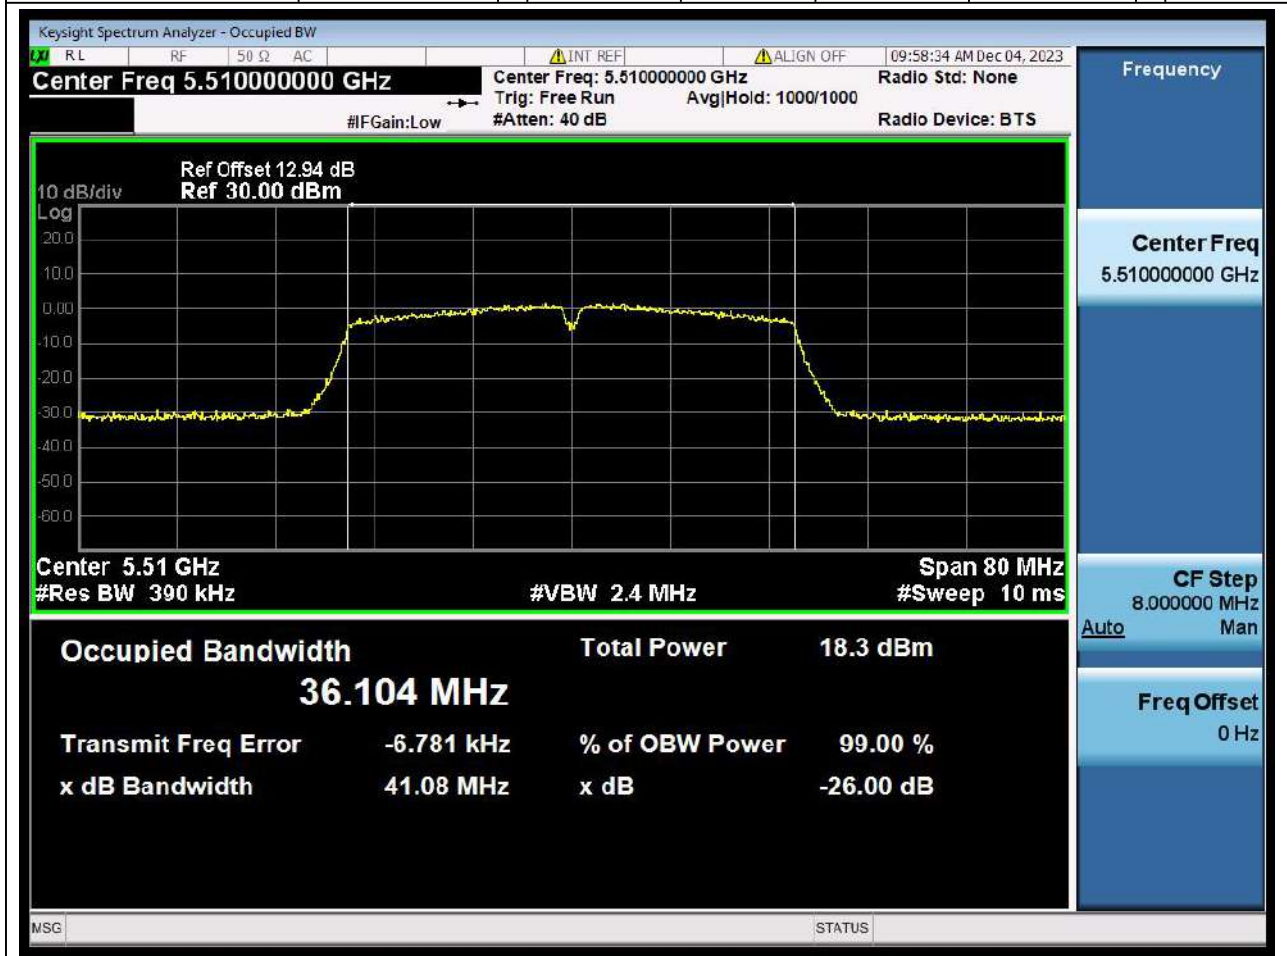 Keysight Spectrum Analyzer - Occupied BW
LXI RL RF 50 Ω AC INT REF ALIGN OFF 09:58:34 AM Dec 04, 2023
Center Freq 5.510000000 GHz
Center Freq: 5.510000000 GHz Radio Std: None
Trig: Free Run Avg|Hold: 1000/1000
#IFGain:Low #Atten: 40 dB Radio Device: BTS
Ref Offset 12.94 dB
10 dB/div Ref 30.00 dBm
Log
20.0
10.0
0.00
-10.0
-20.0
-30.0
-40.0
-50.0
-60.0
Center 5.51 GHz Span 80 MHz
#Res BW 390 kHz #VBW 2.4 MHz #Sweep 10 ms
Occupied Bandwidth Total Power 18.3 dBm
36.104 MHz
Transmit Freq Error -6.781 kHz % of OBW Power 99.00 %
x dB Bandwidth 41.08 MHz x dB -26.00 dB
MSG STATUS
Frequency
Center Freq
5.510000000 GHz
CF Step
8.000000 MHz
Auto Man
Freq Offset
0 Hz